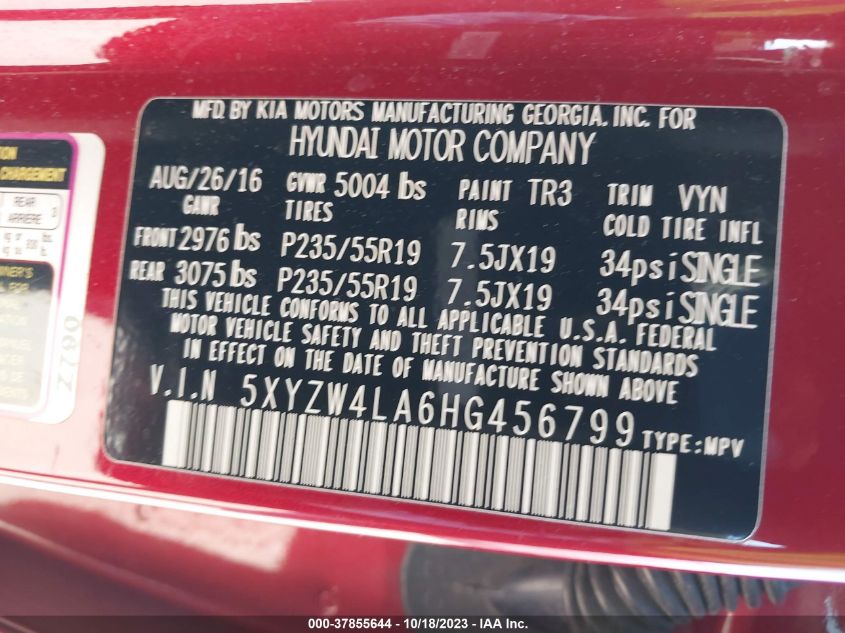 MFD. BY KIA MOTORS MANUFACTURING GEORGIA, INC. FOR
HYUNDAI MOTOR COMPANY
AUG/26/16 GVWR 5004 lbs PAINT TR3 TRIM VYN
GAWR TIRES RIMS COLD TIRE INFL
FRONT 2976 lbs P235/55R19 7.5JX19 34psi SINGLE
REAR 3075 lbs P235/55R19 7.5JX19 34psi SINGLE
THIS VEHICLE CONFORMS TO ALL APPLICABLE U.S.A. FEDERAL
MOTOR VEHICLE SAFETY AND THEFT PREVENTION STANDARDS
IN EFFECT ON THE DATE OF MANUFACTURE SHOWN ABOVE
V.I.N 5XYZW4LA6HG456799 TYPE:MPV
CHARGEMENT
REAR
ARRIERE 3
000-37855644 | 10/18/2023 - IAA Inc.